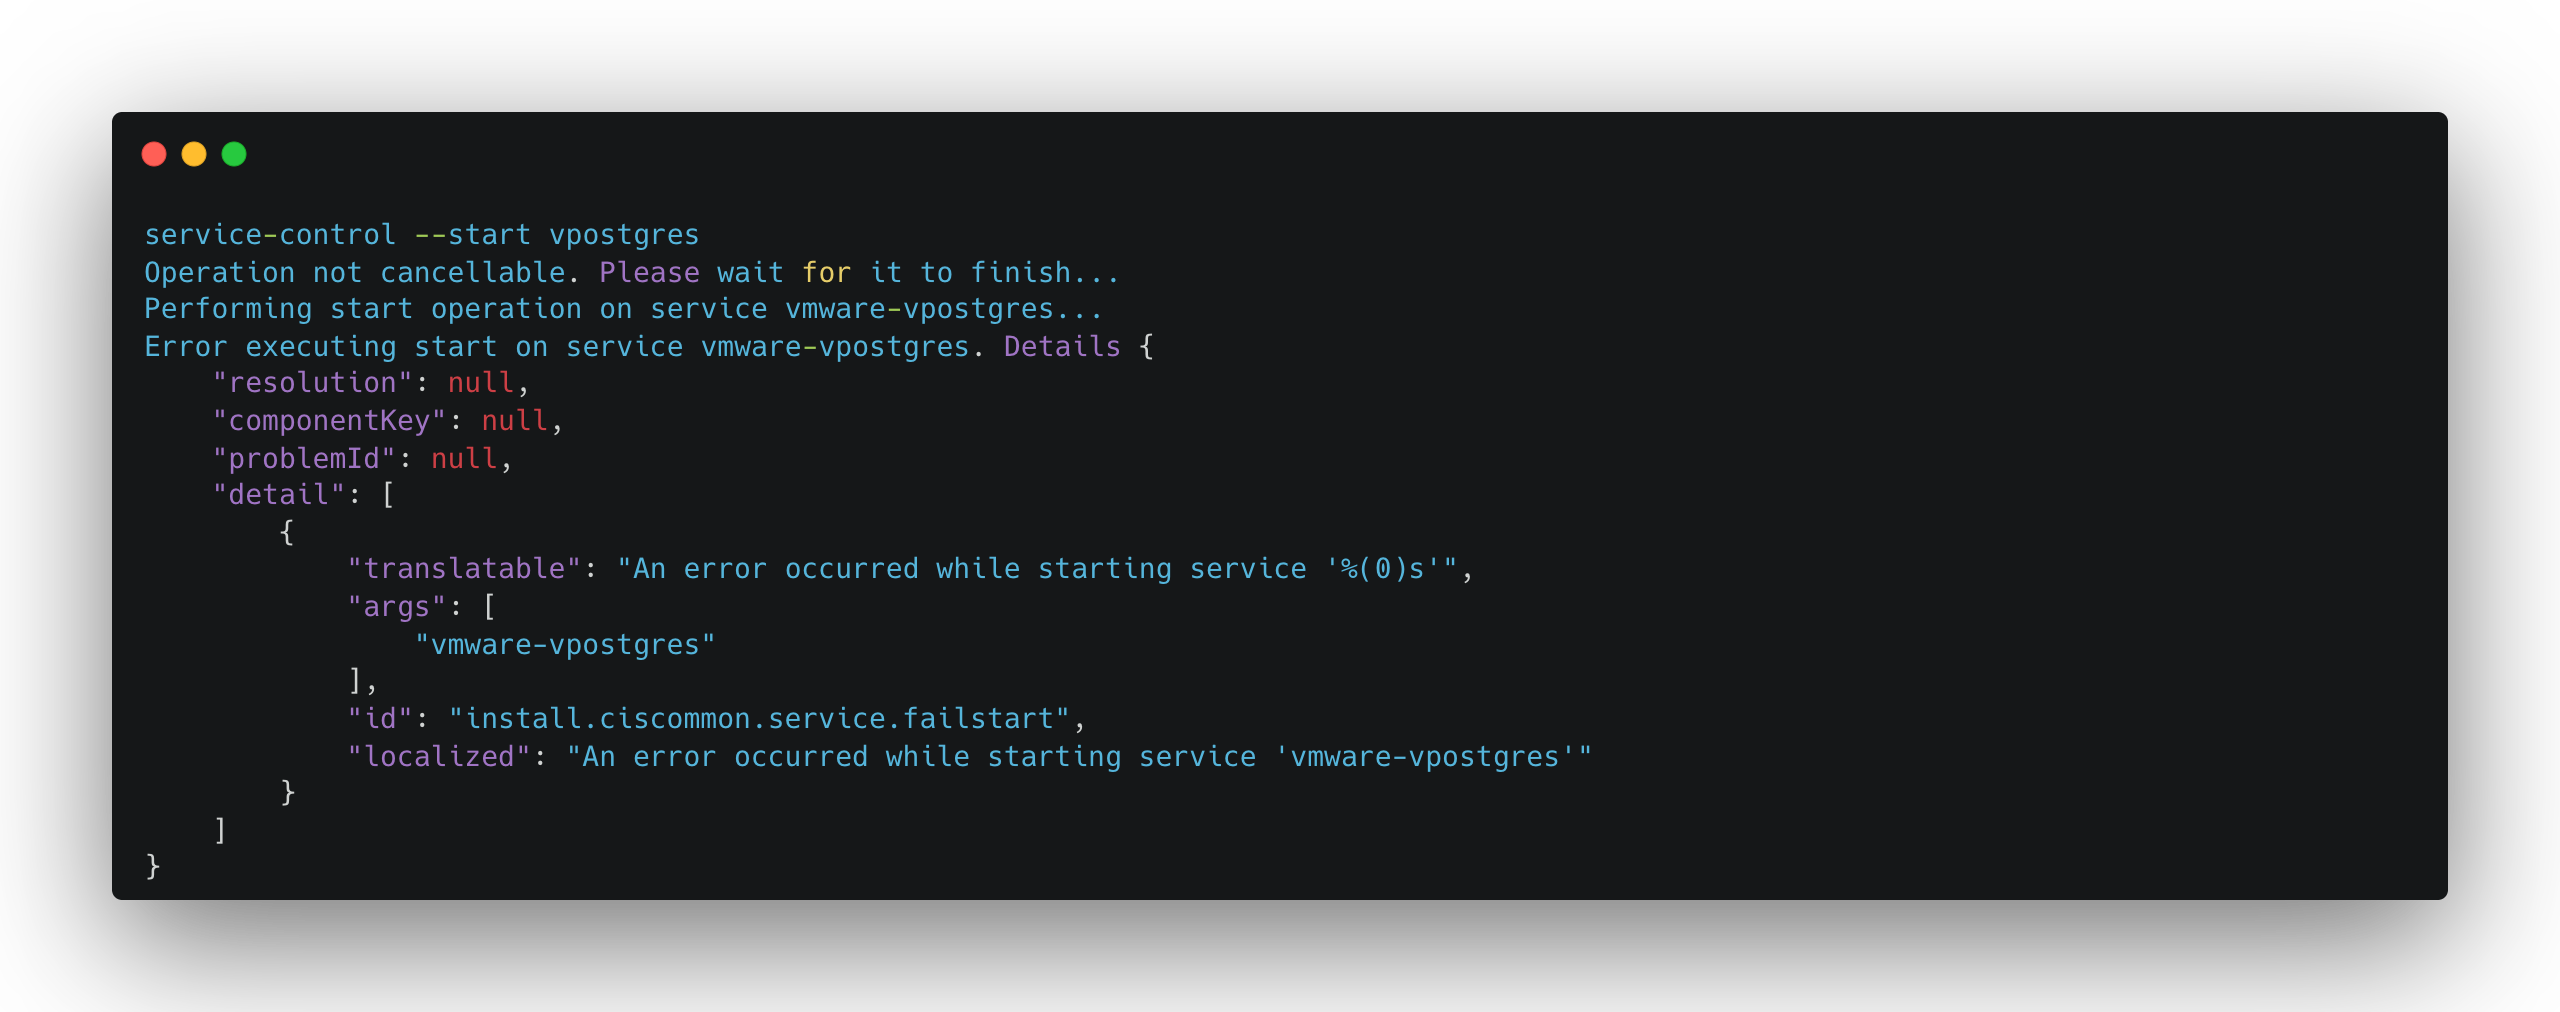 service-control --start vpostgres
Operation not cancellable. Please wait for it to finish...
Performing start operation on service vmware-vpostgres...
Error executing start on service vmware-vpostgres. Details {
    "resolution": null,
    "componentKey": null,
    "problemId": null,
    "detail": [
        {
            "translatable": "An error occurred while starting service '%(0)s'",
            "args": [
                "vmware-vpostgres"
            ],
            "id": "install.ciscommon.service.failstart",
            "localized": "An error occurred while starting service 'vmware-vpostgres'"
        }
    ]
}